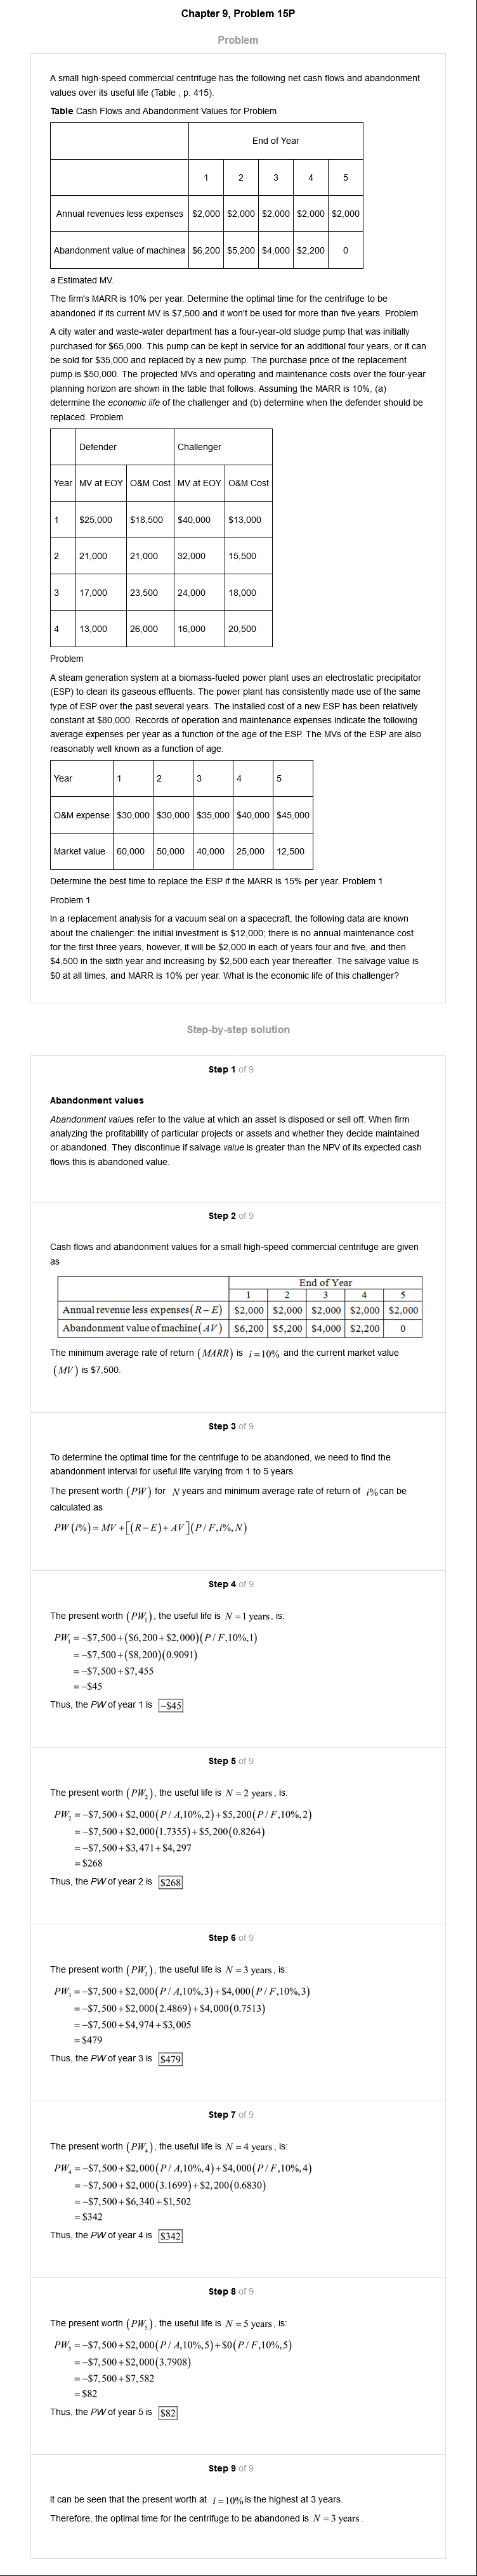 Chapter 9, Problem 15P
Problem
A small high-speed commercial centrifuge has the following net cash flows and abandonment
values over its useful life (Table , p. 415).
Table Cash Flows and Abandonment Values for Problem
End of Year
1 2 3 4 5
Annual revenues less expenses $2,000 $2,000 $2,000 $2,000 $2,000
Abandonment value of machinea $6,200 $5,200 $4,000 $2,200 0
a Estimated MV.
The firm's MARR is 10% per year. Determine the optimal time for the centrifuge to be
abandoned if its current MV is $7,500 and it won't be used for more than five years. Problem
A city water and waste-water department has a four-year-old sludge pump that was initially
purchased for $65,000. This pump can be kept in service for an additional four years, or it can
be sold for $35,000 and replaced by a new pump. The purchase price of the replacement
pump is $50,000. The projected MVs and operating and maintenance costs over the four-year
planning horizon are shown in the table that follows. Assuming the MARR is 10%, (a)
determine the economic life of the challenger and (b) determine when the defender should be
replaced. Problem
Defender Challenger
Year MV at EOY O&M Cost MV at EOY O&M Cost
1 $25,000 $18,500 $40,000 $13,000
2 21,000 21,000 32,000 15,500
3 17,000 23,500 24,000 18,000
4 13,000 26,000 16,000 20,500
Problem
A steam generation system at a biomass-fueled power plant uses an electrostatic precipitator
(ESP) to clean its gaseous effluents. The power plant has consistently made use of the same
type of ESP over the past several years. The installed cost of a new ESP has been relatively
constant at $80,000. Records of operation and maintenance expenses indicate the following
average expenses per year as a function of the age of the ESP. The MVs of the ESP are also
reasonably well known as a function of age.
Year 1 2 3 4 5
O&M expense $30,000 $30,000 $35,000 $40,000 $45,000
Market value 60,000 50,000 40,000 25,000 12,500
Determine the best time to replace the ESP if the MARR is 15% per year. Problem 1
Problem 1
In a replacement analysis for a vacuum seal on a spacecraft, the following data are known
about the challenger: the initial investment is $12,000; there is no annual maintenance cost
for the first three years, however, it will be $2,000 in each of years four and five, and then
$4,500 in the sixth year and increasing by $2,500 each year thereafter. The salvage value is
$0 at all times, and MARR is 10% per year. What is the economic life of this challenger?
Step-by-step solution
Step 1 of 9
Abandonment values
Abandonment values refer to the value at which an asset is disposed or sell off. When firm
analyzing the profitability of particular projects or assets and whether they decide maintained
or abandoned. They discontinue if salvage value is greater than the NPV of its expected cash
flows this is abandoned value.
Step 2 of 9
Cash flows and abandonment values for a small high-speed commercial centrifuge are given
as
End of Year
1 2 3 4 5
Annual revenue less expenses (R−E) $2,000 $2,000 $2,000 $2,000 $2,000
Abandonment value of machine (AV) $6,200 $5,200 $4,000 $2,200 0
The minimum average rate of return (MARR) is i=10% and the current market value
(MV) is $7,500.
Step 3 of 9
To determine the optimal time for the centrifuge to be abandoned, we need to find the
abandonment interval for useful life varying from 1 to 5 years.
The present worth (PW) for N years and minimum average rate of return of i% can be
calculated as
PW(i%) = MV+[(R−E)+AV](P/F,i%,N)
Step 4 of 9
The present worth (PW₁), the useful life is N=1 years, is:
PW₁ = −$7,500+($6,200+$2,000)(P/F,10%,1)
= −$7,500+($8,200)(0.9091)
= −$7,500+$7,455
= −$45
Thus, the PW of year 1 is −$45
Step 5 of 9
The present worth (PW₂), the useful life is N=2 years, is:
PW₂ = −$7,500+$2,000(P/A,10%,2)+$5,200(P/F,10%,2)
= −$7,500+$2,000(1.7355)+$5,200(0.8264)
= −$7,500+$3,471+$4,297
= $268
Thus, the PW of year 2 is $268
Step 6 of 9
The present worth (PW₃), the useful life is N=3 years, is:
PW₃ = −$7,500+$2,000(P/A,10%,3)+$4,000(P/F,10%,3)
= −$7,500+$2,000(2.4869)+$4,000(0.7513)
= −$7,500+$4,974+$3,005
= $479
Thus, the PW of year 3 is $479
Step 7 of 9
The present worth (PW₄), the useful life is N=4 years, is:
PW₄ = −$7,500+$2,000(P/A,10%,4)+$4,000(P/F,10%,4)
= −$7,500+$2,000(3.1699)+$2,200(0.6830)
= −$7,500+$6,340+$1,502
= $342
Thus, the PW of year 4 is $342
Step 8 of 9
The present worth (PW₅), the useful life is N=5 years, is:
PW₅ = −$7,500+$2,000(P/A,10%,5)+$0(P/F,10%,5)
= −$7,500+$2,000(3.7908)
= −$7,500+$7,582
= $82
Thus, the PW of year 5 is $82
Step 9 of 9
It can be seen that the present worth at i=10% is the highest at 3 years.
Therefore, the optimal time for the centrifuge to be abandoned is N=3 years.